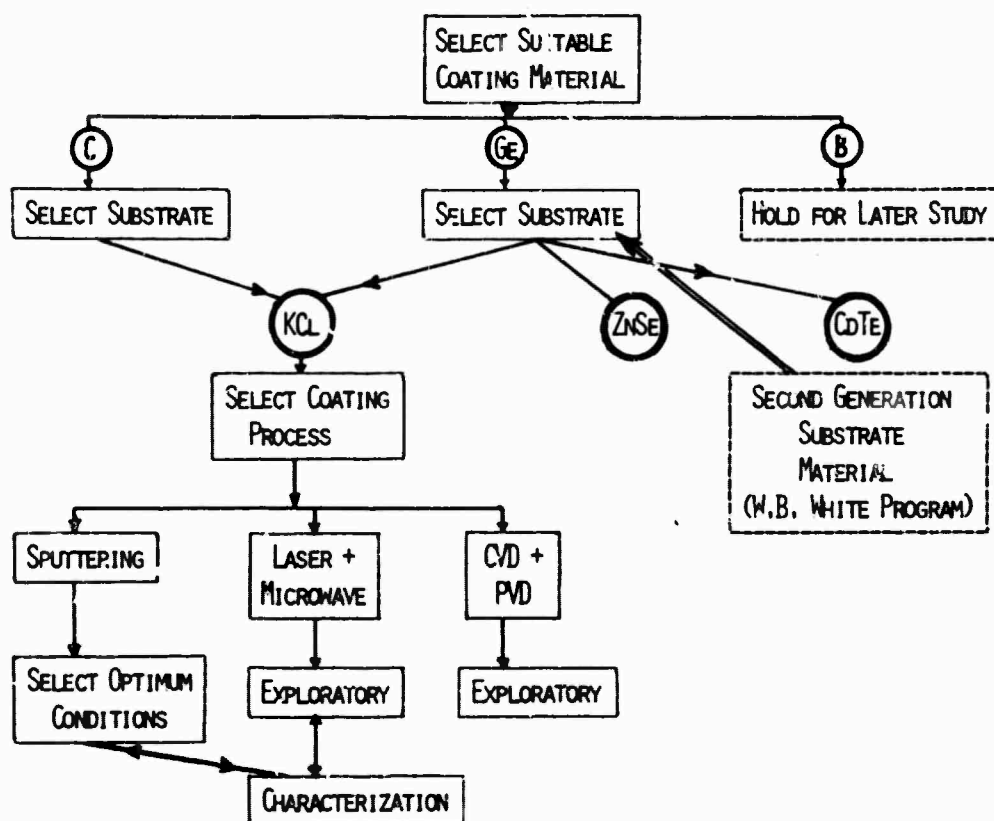 SELECT SUITABLE
COATING MATERIAL
C
GE
B
SELECT SUBSTRATE
SELECT SUBSTRATE
HOLD FOR LATER STUDY
KCL
ZNSE
CDTE
SELECT COATING
PROCESS
SECOND GENERATION
SUBSTRATE
MATERIAL
(W.B. WHITE PROGRAM)
SPUTTERING
LASER +
MICROWAVE
CVD +
PVD
SELECT OPTIMUM
CONDITIONS
EXPLORATORY
EXPLORATORY
CHARACTERIZATION